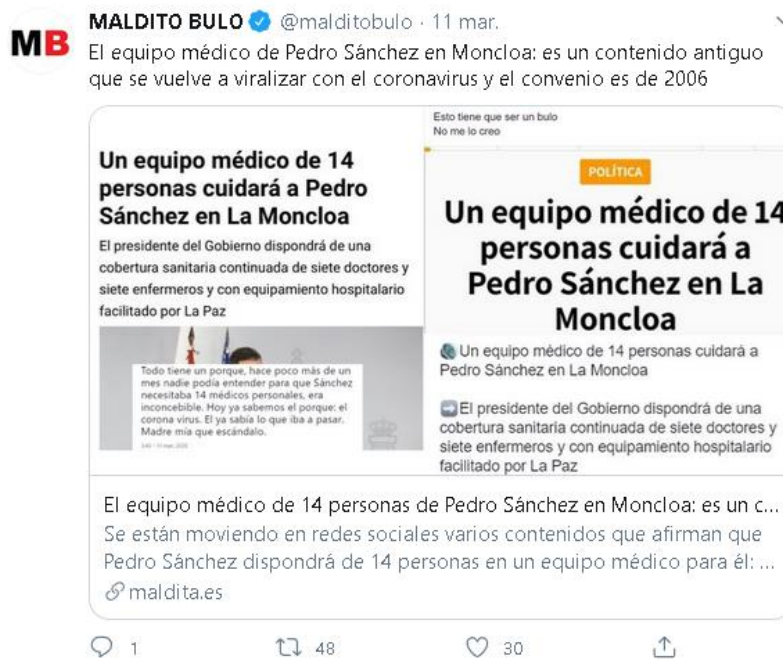 MALDITO BULO @malditobulo · 11 mar.
MB
El equipo médico de Pedro Sánchez en Moncloa: es un contenido antiguo
que se vuelve a viralizar con el coronavirus y el convenio es de 2006
Un equipo médico de 14
personas cuidará a Pedro
Sánchez en La Moncloa
El presidente del Gobierno dispondrá de una
cobertura sanitaria continuada de siete doctores y
siete enfermeros y con equipamiento hospitalario
facilitado por La Paz
Todo tiene un porque, hace poco más de un
mes nadie podía entender para que Sánchez
necesitaba 14 médicos personales, era
inconcebible. Hoy ya sabemos el porque: el
corona virus. El ya sabía lo que iba a pasar.
Madre mía que escándalo.
Esto tiene que ser un bulo
No me lo creo
POLÍTICA
Un equipo médico de 14
personas cuidará a
Pedro Sánchez en La
Moncloa
Un equipo médico de 14 personas cuidará a
Pedro Sánchez en La Moncloa
El presidente del Gobierno dispondrá de una
cobertura sanitaria continuada de siete doctores y
siete enfermeros y con equipamiento hospitalario
facilitado por La Paz
El equipo médico de 14 personas de Pedro Sánchez en Moncloa: es un c...
Se están moviendo en redes sociales varios contenidos que afirman que
Pedro Sánchez dispondrá de 14 personas en un equipo médico para él: ...
maldita.es
1 48 30